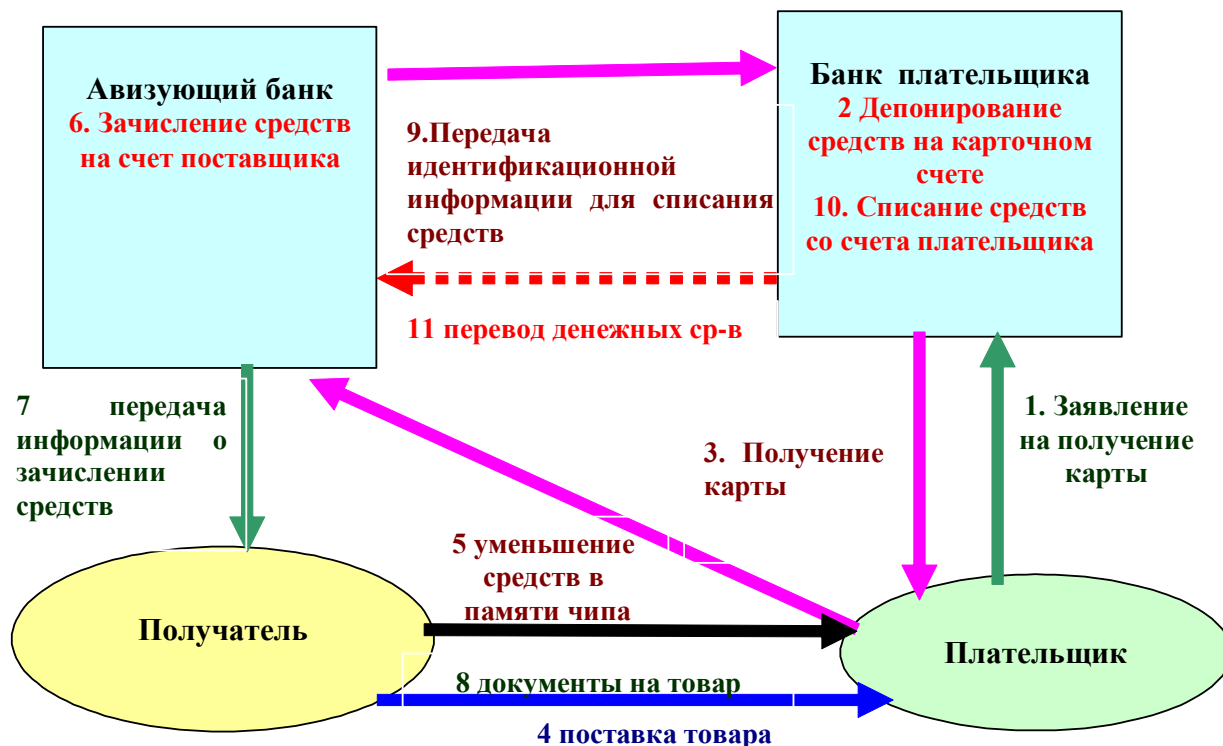 Авизующий банк
6. Зачисление средств
на счет поставщика
Банк плательщика
2 Депонирование
средств на карточном
счете
10. Списание средств
со счета плательщика
9.Передача
идентификационной
информации для списания
средств
11 перевод денежных ср-в
7 передача
информации о
зачислении
средств
3. Получение
карты
1. Заявление
на получение
карты
5 уменьшение
средств в
памяти чипа
Получатель
Плательщик
8 документы на товар
4 поставка товара